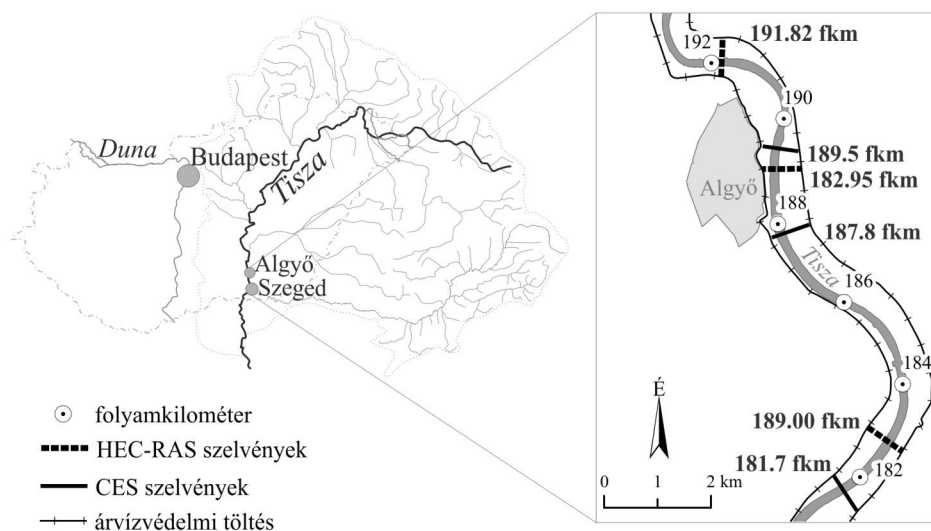 Duna
Budapest
Tisza
Algyő
Szeged
folyamkilométer
HEC-RAS szelvények
CES szelvények
árvízvédelmi töltés
191.82 fkm
192
190
189.5 fkm
182.95 fkm
Algyő
188
187.8 fkm
Tisza
186
184
É
189.00 fkm
182
181.7 fkm
0 1 2 km